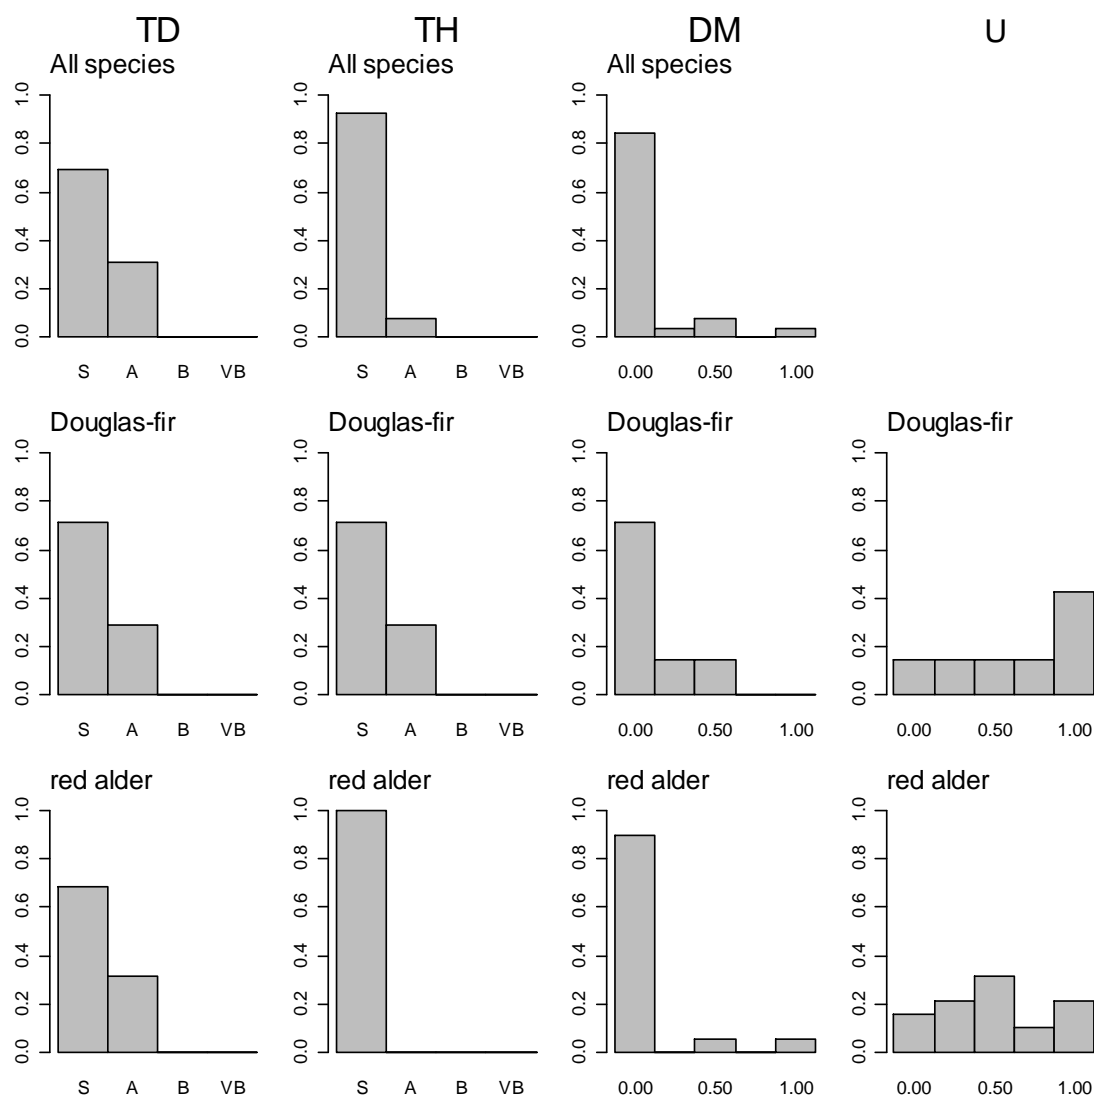 TD TH DM U
All species All species All species
1.0 1.0 1.0
0.8 0.8 0.8
0.6 0.6 0.6
0.4 0.4 0.4
0.2 0.2 0.2
0.0 0.0 0.0
S A B VB S A B VB 0.00 0.50 1.00
Douglas-fir Douglas-fir Douglas-fir Douglas-fir
1.0 1.0 1.0 1.0
0.8 0.8 0.8 0.8
0.6 0.6 0.6 0.6
0.4 0.4 0.4 0.4
0.2 0.2 0.2 0.2
0.0 0.0 0.0 0.0
S A B VB S A B VB 0.00 0.50 1.00 0.00 0.50 1.00
red alder red alder red alder red alder
1.0 1.0 1.0 1.0
0.8 0.8 0.8 0.8
0.6 0.6 0.6 0.6
0.4 0.4 0.4 0.4
0.2 0.2 0.2 0.2
0.0 0.0 0.0 0.0
S A B VB S A B VB 0.00 0.50 1.00 0.00 0.50 1.00